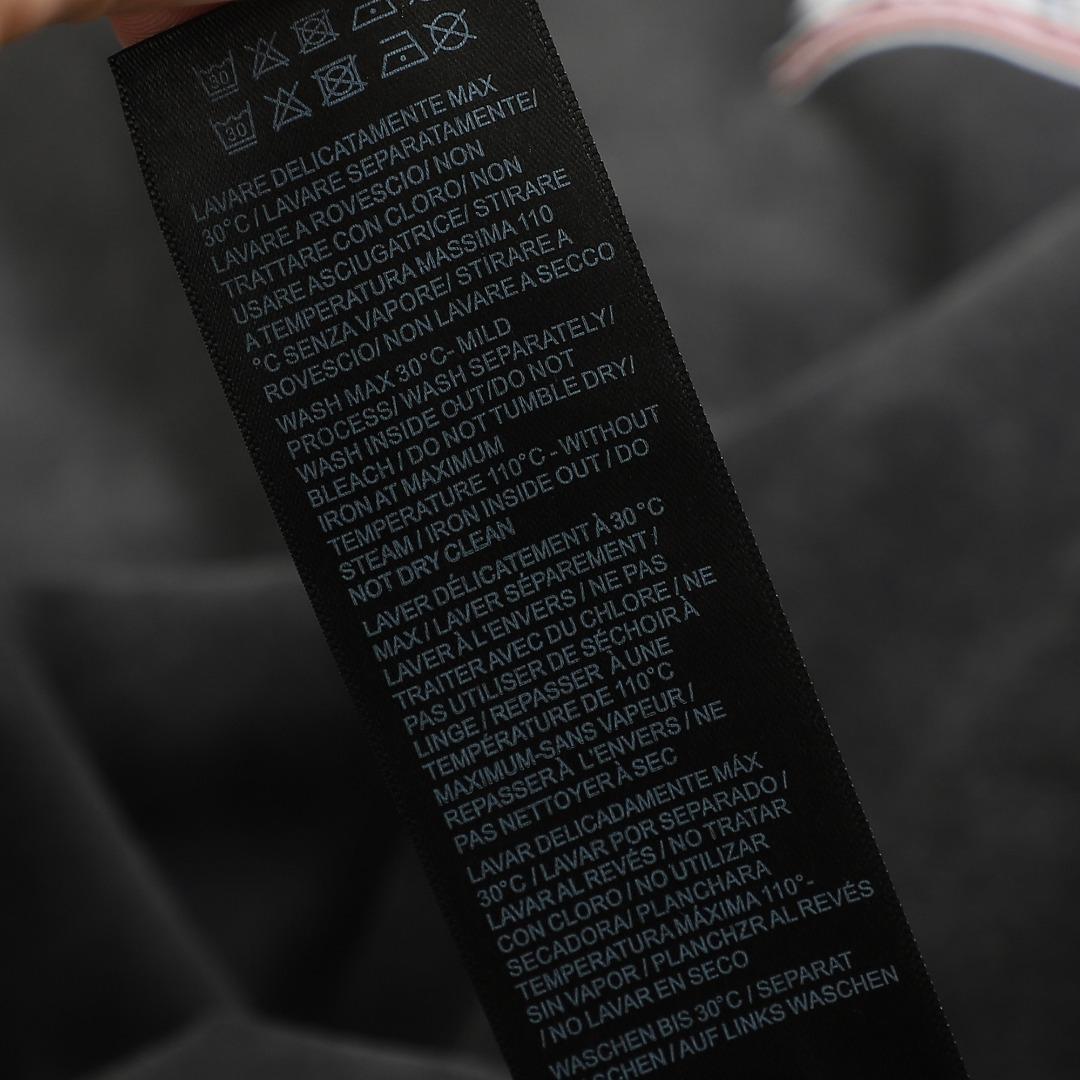 30
30
LAVARE DELICATAMENTE MAX
30°C / LAVARE SEPARATAMENTE/
LAVARE A ROVESCIO/ NON
TRATTARE CON CLORO/ NON
USARE ASCIUGATRICE/ STIRARE
A TEMPERATURA MASSIMA 110
°C SENZA VAPORE/ STIRARE A
ROVESCIO/ NON LAVARE A SECCO
WASH MAX 30°C- MILD
PROCESS/ WASH SEPARATELY/
WASH INSIDE OUT/DO NOT
BLEACH / DO NOT TUMBLE DRY/
IRON AT MAXIMUM
TEMPERATURE 110°C - WITHOUT
STEAM / IRON INSIDE OUT / DO
NOT DRY CLEAN
LAVER DÉLICATEMENT À 30°C
MAX / LAVER SÉPAREMENT /
LAVER À L'ENVERS / NE PAS
TRAITER AVEC DU CHLORE / NE
PAS UTILISER DE SÉCHOIR À
LINGE / REPASSER À UNE
TEMPÉRATURE DE 110°C
MAXIMUM-SANS VAPEUR /
REPASSER À L'ENVERS / NE
PAS NETTOYER À SEC
LAVAR DELICADAMENTE MÁX
30°C / LAVAR POR SEPARADO /
LAVAR AL REVÉS / NO TRATAR
CON CLORO / NO UTILIZAR
SECADORA/ PLANCHAR A
TEMPERATURA MÁXIMA 110°-
SIN VAPOR / PLANCHZR AL REVÉS
/ NO LAVAR EN SECO
WASCHEN BIS 30°C / SEPARAT
/ AUF LINKS WASCHEN